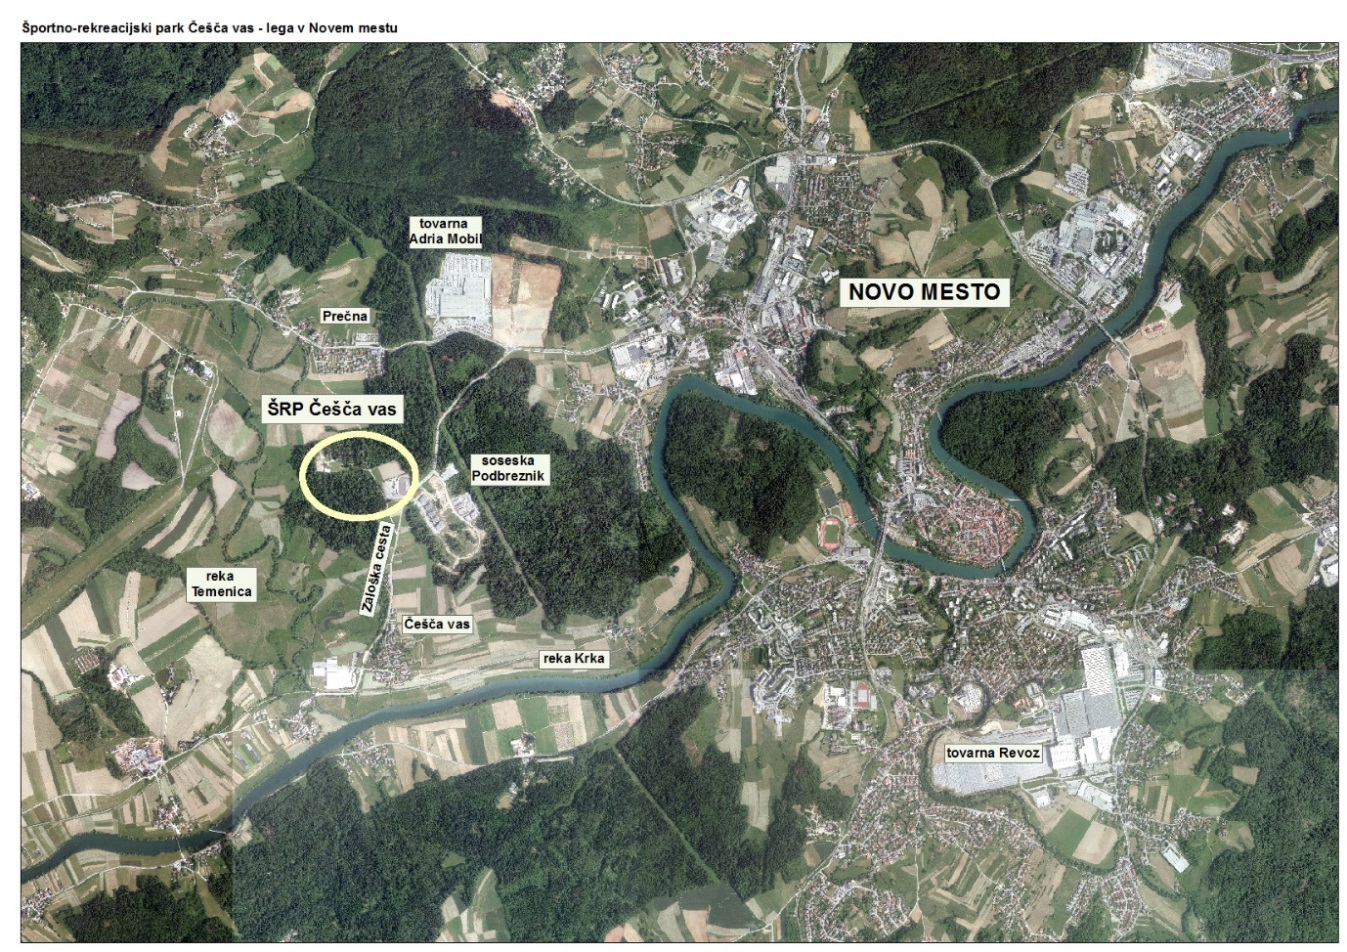 Športno-rekreacijski park Češča vas - lega v Novem mestu
tovarna
Adria Mobil
NOVO MESTO
Prečna
ŠRP Češča vas
soseska
Podbreznik
Zaloška cesta
reka
Temenica
Češča vas
reka Krka
tovarna Revoz